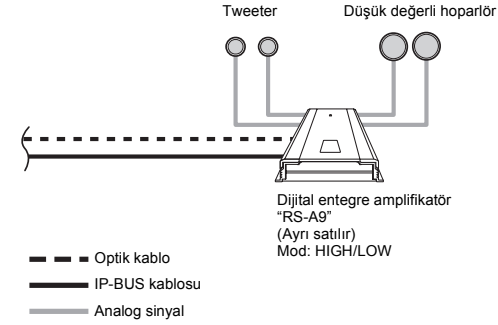 Tweeter
Düşük değerli hoparlör
Dijital entegre amplifikatör
“RS-A9”
(Ayrı satılır)
Mod: HIGH/LOW
Optik kablo
IP-BUS kablosu
Analog sinyal